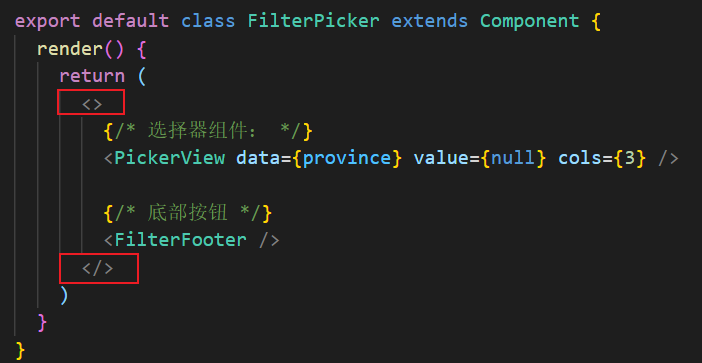 export default class FilterPicker extends Component {
render() {
return (
<>
{/* 选择器组件： */}
<PickerView data={province} value={null} cols={3} />
{/* 底部按钮 */}
<FilterFooter />
</>
)
}
}